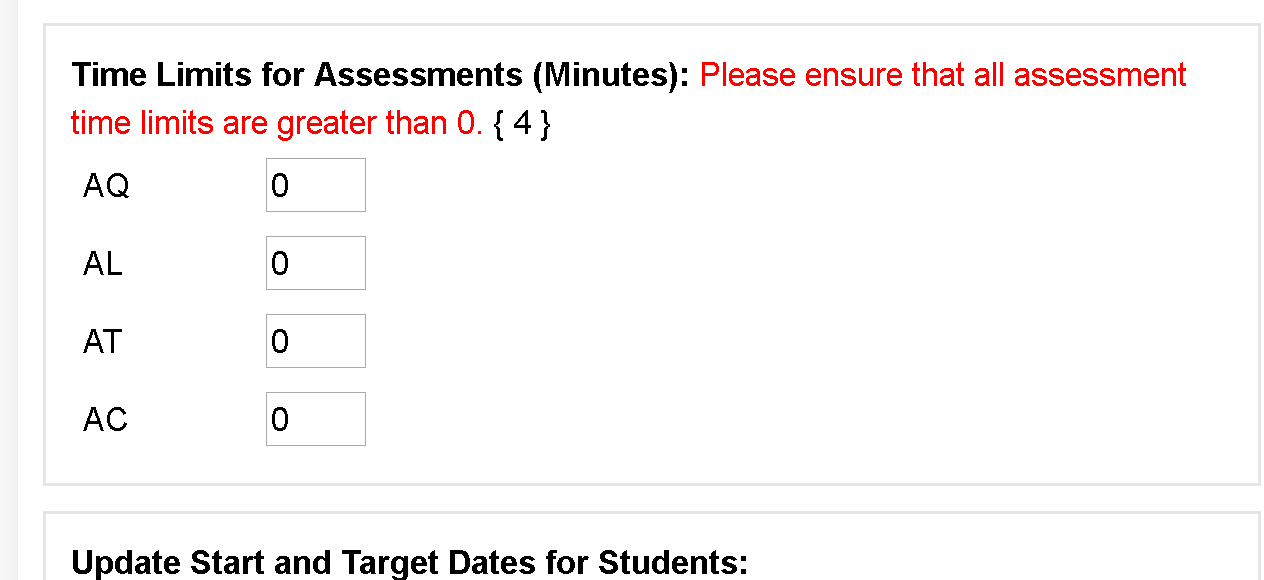 Time Limits for Assessments (Minutes): Please ensure that all assessment
time limits are greater than 0. { 4 }
AQ 0
AL 0
AT 0
AC 0
Update Start and Target Dates for Students: